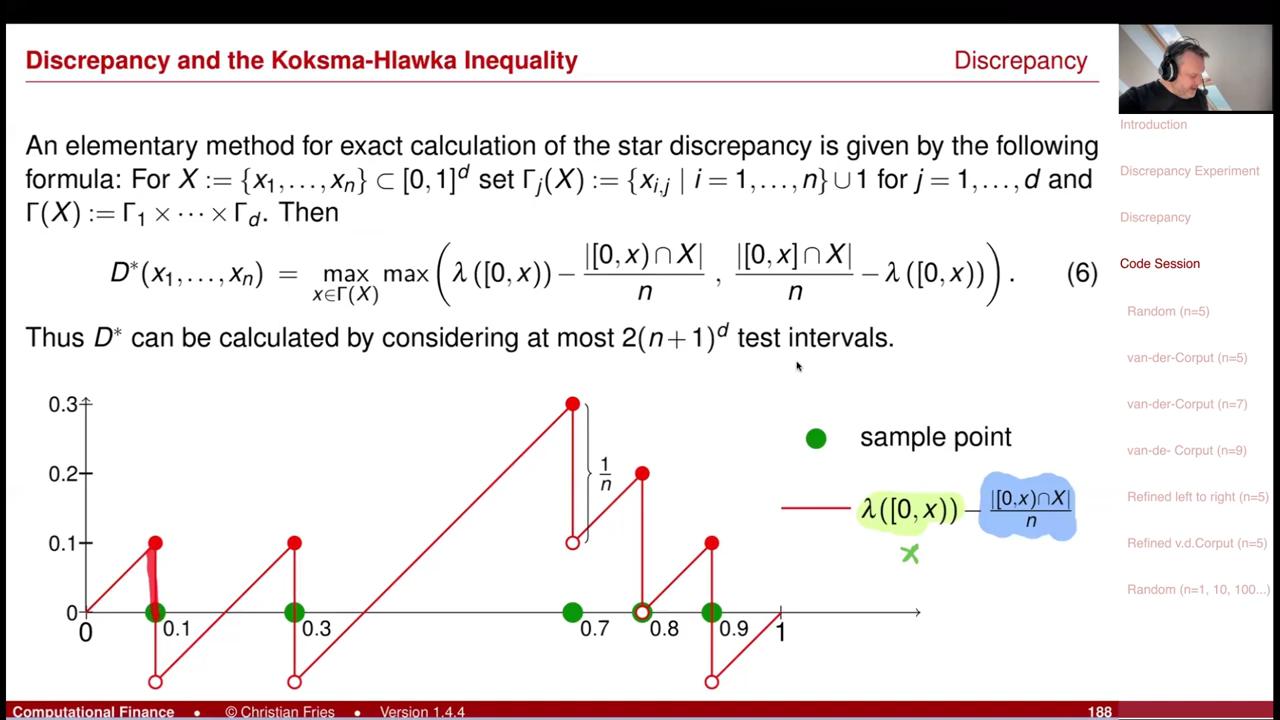 Discrepancy and the Koksma-Hlawka Inequality
Discrepancy
An elementary method for exact calculation of the star discrepancy is given by the following
formula: For X := {x₁,...,xₙ} ⊂ [0,1]ᵈ set Γⱼ(X) := {xᵢ,ⱼ | i = 1,...,n} ∪ 1 for j = 1,...,d and
Γ(X) := Γ₁ × ··· × Γ_d. Then
D*(x₁,...,xₙ) = max_{x∈Γ(X)} max ( λ([0,x)) − |[0,x) ∩ X| / n , |[0,x] ∩ X| / n − λ([0,x)) ) . (6)
Thus D* can be calculated by considering at most 2(n+1)ᵈ test intervals.
0.3
0.2
0.1
0
1/n
0
0.1
0.3
0.7
0.8
0.9
1
sample point
λ([0,x)) − |[0,x)∩X| / n
x
Introduction
Discrepancy Experiment
Discrepancy
Code Session
Random (n=5)
van-der-Corput (n=5)
van-der-Corput (n=7)
van-de- Corput (n=9)
Refined left to right (n=5)
Refined v.d.Corput (n=5)
Random (n=1, 10, 100...)
Computational Finance • © Christian Fries • Version 1.4.4
188